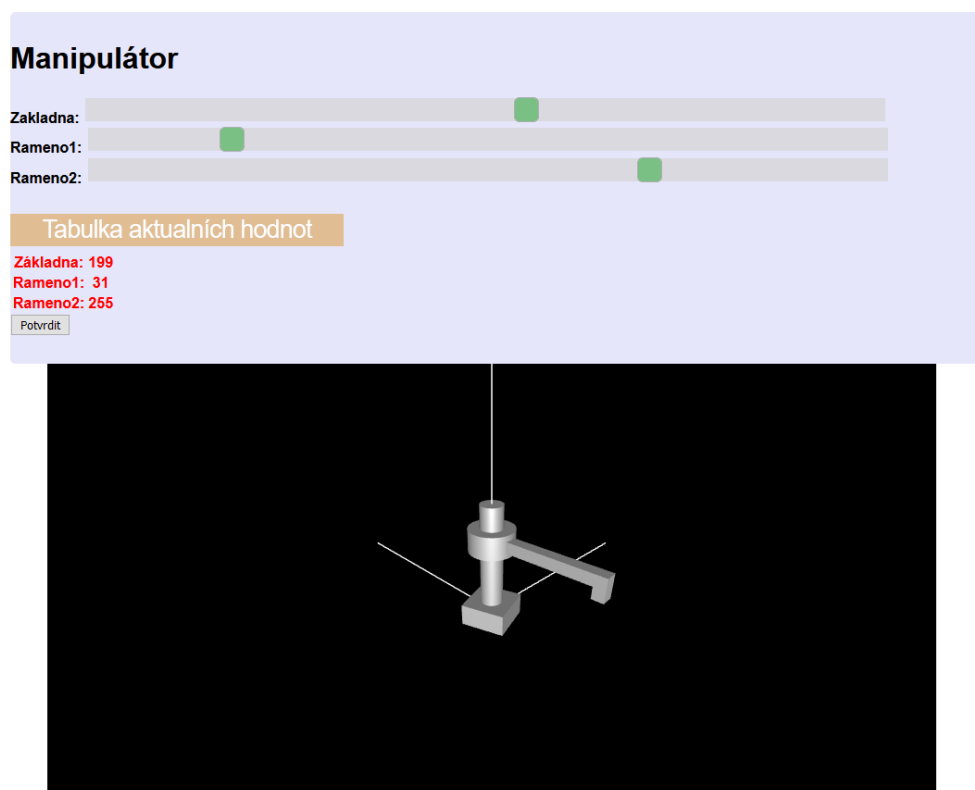 Manipulátor
Zakladna:
Rameno1:
Rameno2:
Tabulka aktualních hodnot
Základna: 199
Rameno1: 31
Rameno2: 255
Potvrdit